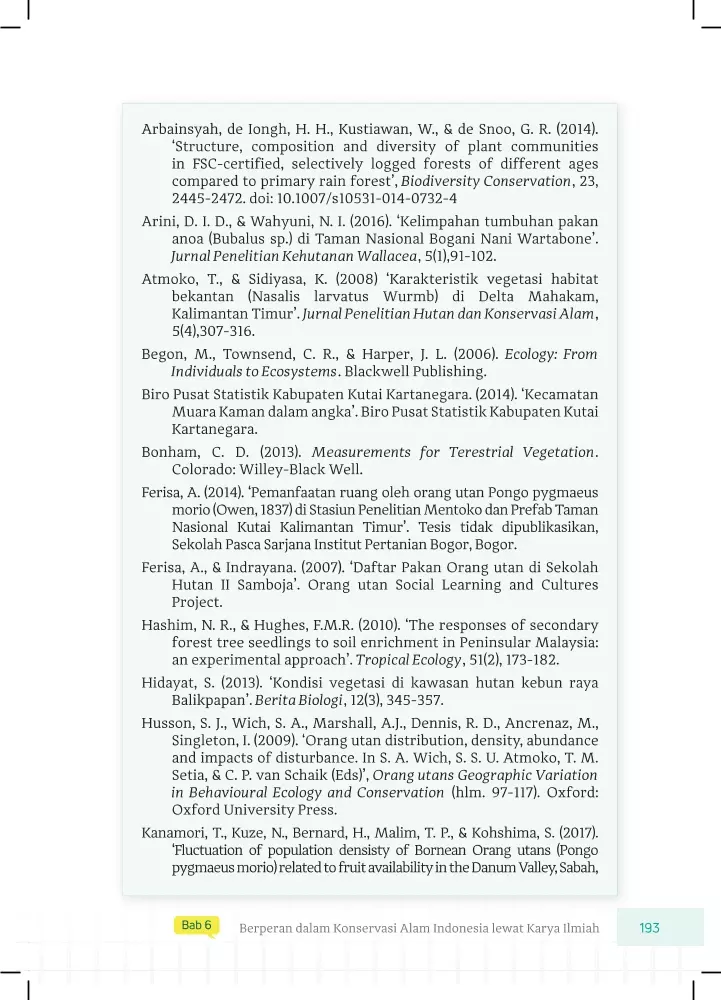 Arbainsyah, de Iongh, H. H., Kustiawan, W., & de Snoo, G. R. (2014).
‘Structure, composition and diversity of plant communities
in FSC-certified, selectively logged forests of different ages
compared to primary rain forest’, Biodiversity Conservation, 23,
2445-2472. doi: 10.1007/s10531-014-0732-4
Arini, D. I. D., & Wahyuni, N. I. (2016). ‘Kelimpahan tumbuhan pakan
anoa (Bubalus sp.) di Taman Nasional Bogani Nani Wartabone’.
Jurnal Penelitian Kehutanan Wallacea, 5(1),91-102.
Atmoko, T., & Sidiyasa, K. (2008) ‘Karakteristik vegetasi habitat
bekantan (Nasalis larvatus Wurmb) di Delta Mahakam,
Kalimantan Timur’. Jurnal Penelitian Hutan dan Konservasi Alam,
5(4),307-316.
Begon, M., Townsend, C. R., & Harper, J. L. (2006). Ecology: From
Individuals to Ecosystems. Blackwell Publishing.
Biro Pusat Statistik Kabupaten Kutai Kartanegara. (2014). ‘Kecamatan
Muara Kaman dalam angka’. Biro Pusat Statistik Kabupaten Kutai
Kartanegara.
Bonham, C. D. (2013). Measurements for Terestrial Vegetation.
Colorado: Willey-Black Well.
Ferisa, A. (2014). ‘Pemanfaatan ruang oleh orang utan Pongo pygmaeus
morio (Owen, 1837) di Stasiun Penelitian Mentoko dan Prefab Taman
Nasional Kutai Kalimantan Timur’. Tesis tidak dipublikasikan,
Sekolah Pasca Sarjana Institut Pertanian Bogor, Bogor.
Ferisa, A., & Indrayana. (2007). ‘Daftar Pakan Orang utan di Sekolah
Hutan II Samboja’. Orang utan Social Learning and Cultures
Project.
Hashim, N. R., & Hughes, F.M.R. (2010). ‘The responses of secondary
forest tree seedlings to soil enrichment in Peninsular Malaysia:
an experimental approach’. Tropical Ecology, 51(2), 173-182.
Hidayat, S. (2013). ‘Kondisi vegetasi di kawasan hutan kebun raya
Balikpapan’. Berita Biologi, 12(3), 345-357.
Husson, S. J., Wich, S. A., Marshall, A.J., Dennis, R. D., Ancrenaz, M.,
Singleton, I. (2009). ‘Orang utan distribution, density, abundance
and impacts of disturbance. In S. A. Wich, S. S. U. Atmoko, T. M.
Setia, & C. P. van Schaik (Eds)’, Orang utans Geographic Variation
in Behavioural Ecology and Conservation (hlm. 97-117). Oxford:
Oxford University Press.
Kanamori, T., Kuze, N., Bernard, H., Malim, T. P., & Kohshima, S. (2017).
‘Fluctuation of population densisty of Bornean Orang utans (Pongo
pygmaeus morio) related to fruit availability in the Danum Valley, Sabah,
Bab 6
Berperan dalam Konservasi Alam Indonesia lewat Karya Ilmiah
193